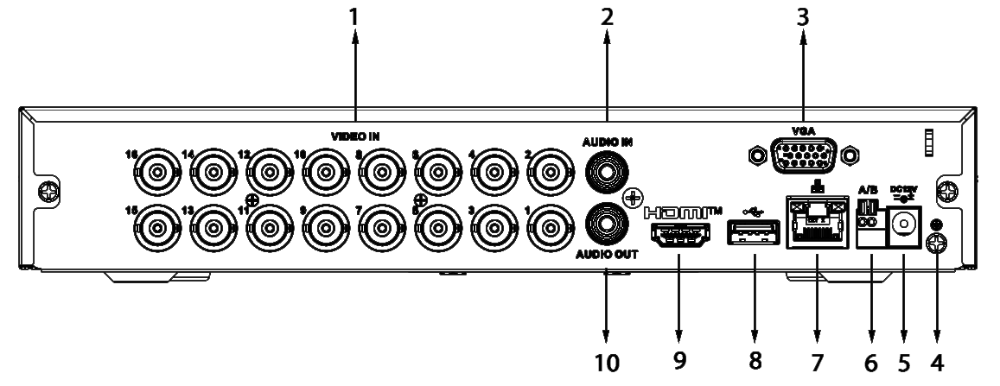 1 2 3
VIDEO IN
AUDIO IN
VGA
16 14 12 10 8 6 4 2
A/B
DC12V
15 13 11 9 7 5 3 1
HDMI™
AUDIO OUT
10 9 8 7 6 5 4